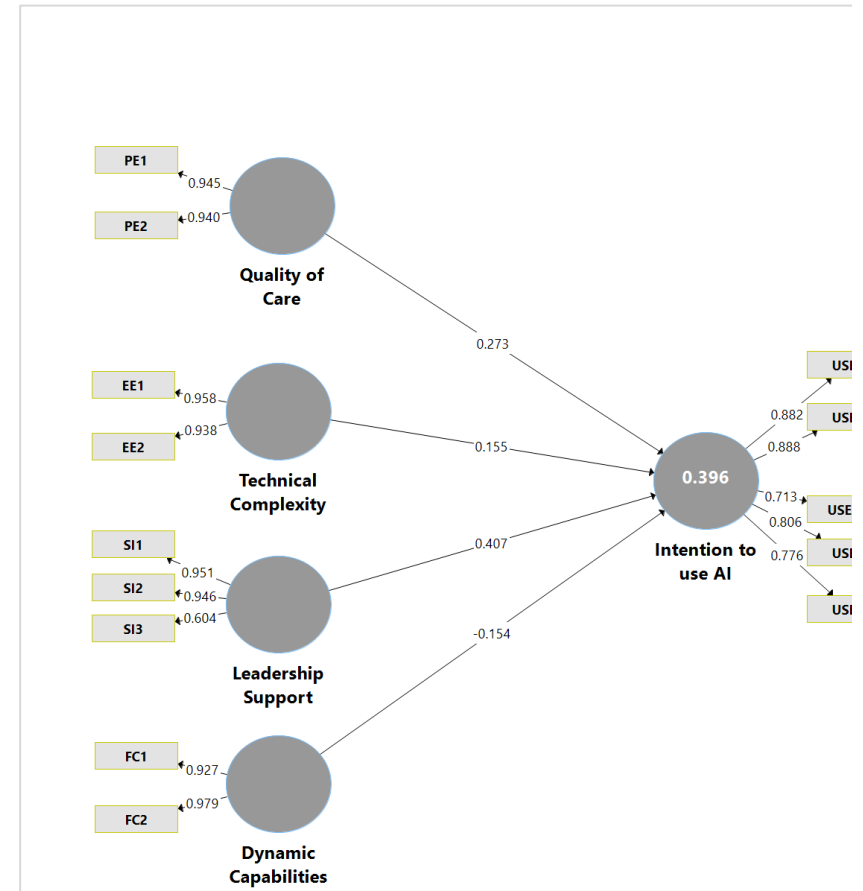 PE1
0.945
PE2
0.940
Quality of
Care
0.273
EE1
0.958
EE2
0.938
Technical
Complexity
0.155
SI1
0.951
SI2
0.946
SI3
0.604
Leadership
Support
0.407
FC1
0.927
FC2
0.979
Dynamic
Capabilities
-0.154
0.396
Intention to
use AI
0.882
0.888
0.713
USE
0.806
0.776